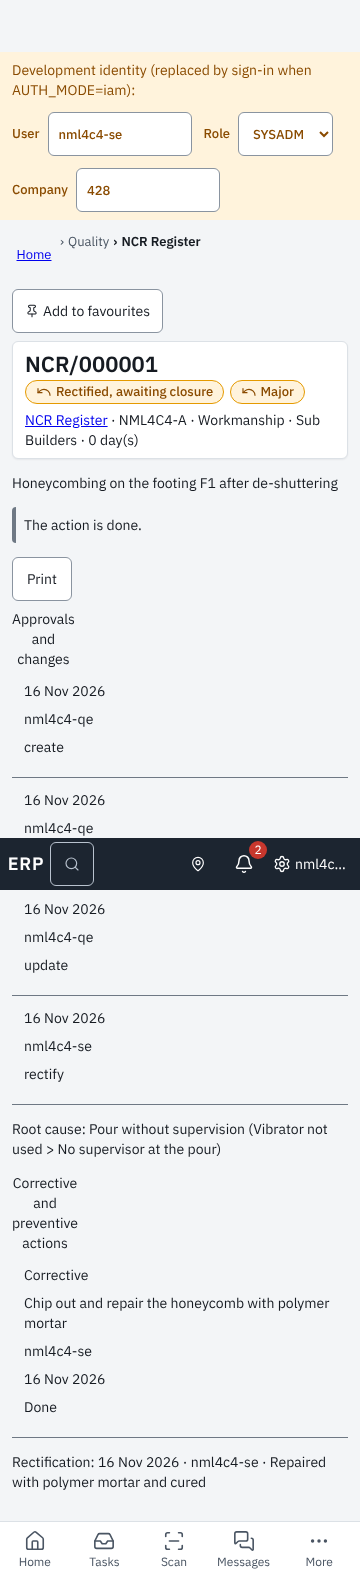 Development identity (replaced by sign-in when
AUTH_MODE=iam):
User nml4c4-se Role SYSADM
Company 428
Home › Quality › NCR Register
Add to favourites
NCR/000001
Rectified, awaiting closure Major
NCR Register · NML4C4-A · Workmanship · Sub
Builders · 0 day(s)
Honeycombing on the footing F1 after de-shuttering
The action is done.
Print
Approvals
and
changes
16 Nov 2026
nml4c4-qe
create
16 Nov 2026
nml4c4-qe
ERP 2 nml4c...
16 Nov 2026
nml4c4-qe
update
16 Nov 2026
nml4c4-se
rectify
Root cause: Pour without supervision (Vibrator not
used > No supervisor at the pour)
Corrective
and
preventive
actions
Corrective
Chip out and repair the honeycomb with polymer
mortar
nml4c4-se
16 Nov 2026
Done
Rectification: 16 Nov 2026 · nml4c4-se · Repaired
with polymer mortar and cured
Home Tasks Scan Messages More